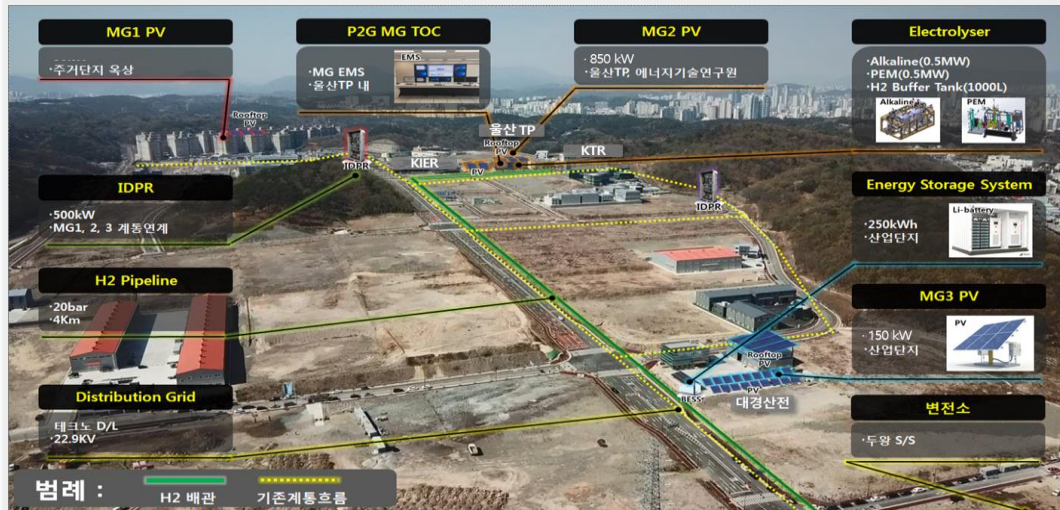 MG1 PV
·주거단지 옥상
P2G MG TOC
·MG EMS
·울산TP 내
EMS
MG2 PV
· 850 kW
·울산TP, 에너지기술연구원
Electrolyser
·Alkaline(0.5MW)
·PEM(0.5MW)
·H2 Buffer Tank(1000L)
Alkaline
PEM
Rooftop
PV
IDPR
KIER
울산 TP
Rooftop
PV
PV
KTR
IDPR
IDPR
·500kW
·MG1, 2, 3 계통연계
Energy Storage System
·250kWh
·산업단지
Li-battery
H2 Pipeline
·20bar
·4Km
MG3 PV
· 150 kW
·산업단지
PV
Rooftop
PV
BESS
PV
대경산전
Distribution Grid
테크노 D/L
·22.9KV
변전소
·두왕 S/S
범례 :
H2 배관
기존계통흐름